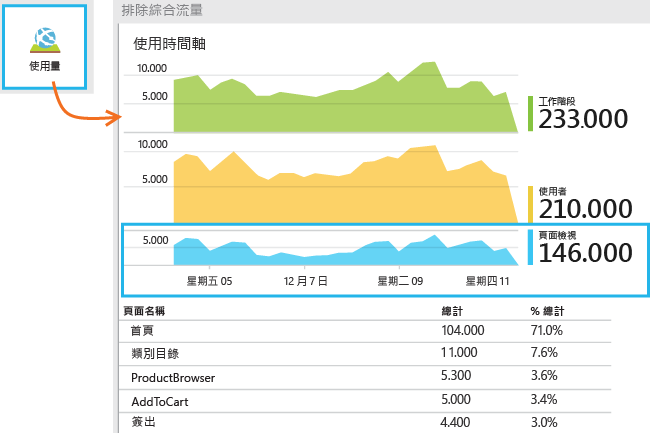 排除綜合流量
使用量
使用時間軸
10.000
5.000
工作階段
233.000
10.000
5.000
使用者
210.000
5.000
頁面檢視
146.000
星期五 05 12 月 7 日 星期二 09 星期四 11
頁面名稱 總計 % 總計
首頁 104.000 71.0%
類別目錄 11.000 7.6%
ProductBrowser 5.300 3.6%
AddToCart 5.000 3.4%
簽出 4.400 3.0%